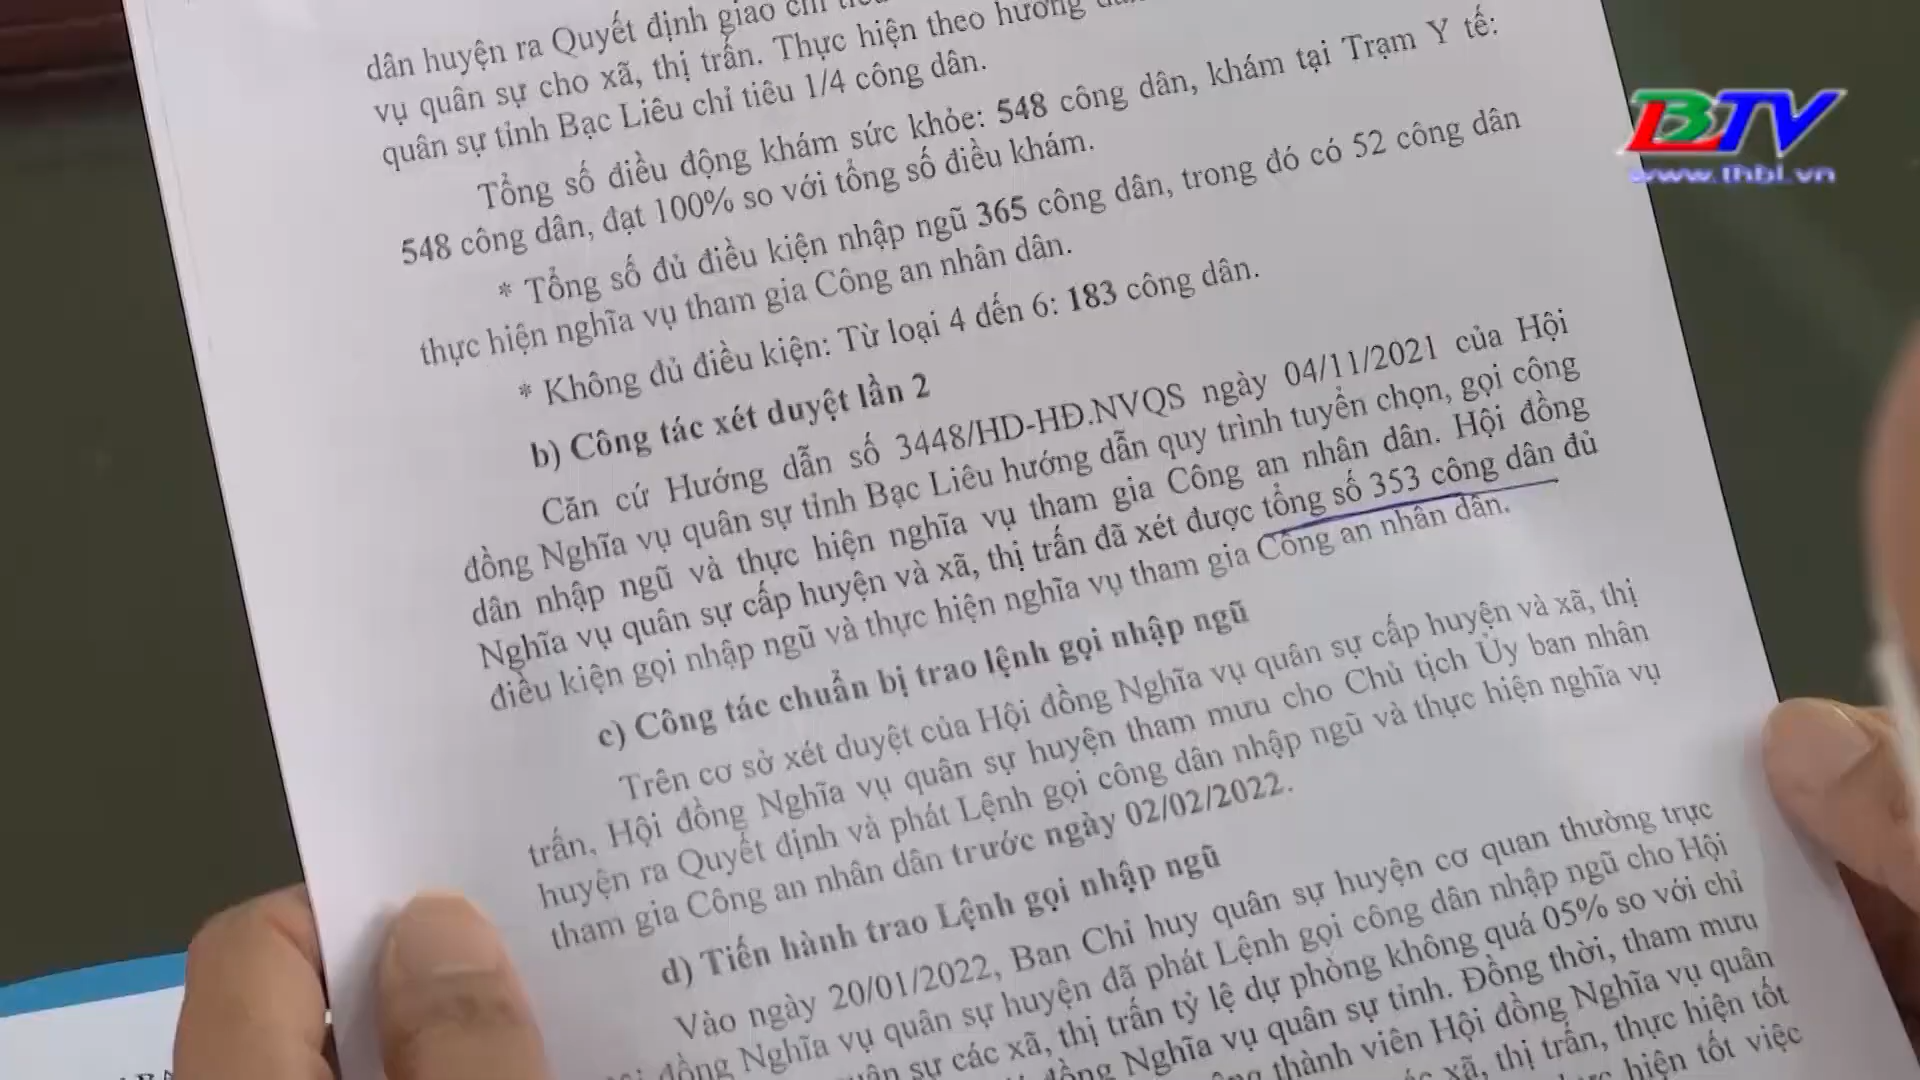 dân huyện ra Quyết định giao chỉ
vụ quân sự cho xã, thị trấn. Thực hiện theo hướng
quân sự tỉnh Bạc Liêu chỉ tiêu 1/4 công dân.
Tổng số điều động khám sức khỏe: 548 công dân, khám tại Trạm Y tế:
548 công dân, đạt 100% so với tổng số điều khám.
* Tổng số đủ điều kiện nhập ngũ 365 công dân, trong đó có 52 công dân
thực hiện nghĩa vụ tham gia Công an nhân dân.
* Không đủ điều kiện: Từ loại 4 đến 6: 183 công dân.
b) Công tác xét duyệt lần 2
Căn cứ Hướng dẫn số 3448/HD-HĐ.NVQS ngày 04/11/2021 của Hội
đồng Nghĩa vụ quân sự tỉnh Bạc Liêu hướng dẫn quy trình tuyển chọn, gọi công
dân nhập ngũ và thực hiện nghĩa vụ tham gia Công an nhân dân. Hội đồng
Nghĩa vụ quân sự cấp huyện và xã, thị trấn đã xét được tổng số 353 công dân đủ
điều kiện gọi nhập ngũ và thực hiện nghĩa vụ tham gia Công an nhân dân.
c) Công tác chuẩn bị trao lệnh gọi nhập ngũ
Trên cơ sở xét duyệt của Hội đồng Nghĩa vụ quân sự cấp huyện và xã, thị
trấn, Hội đồng Nghĩa vụ quân sự huyện tham mưu cho Chủ tịch Ủy ban nhân
huyện ra Quyết định và phát Lệnh gọi công dân nhập ngũ và thực hiện nghĩa vụ
tham gia Công an nhân dân trước ngày 02/02/2022.
d) Tiến hành trao Lệnh gọi nhập ngũ
Vào ngày 20/01/2022, Ban Chỉ huy quân sự huyện cơ quan thường trực
đồng Nghĩa vụ quân sự huyện đã phát Lệnh gọi công dân nhập ngũ cho Hội
sự các xã, thị trấn tỷ lệ dự phòng không quá 05% so với chỉ
Nghĩa vụ quân sự tỉnh. Đồng thời, tham mưu
thành viên Hội đồng Nghĩa vụ quân
xã, thị trấn, thực hiện tốt
hiện tốt việc
BTV
www.thbl.vn